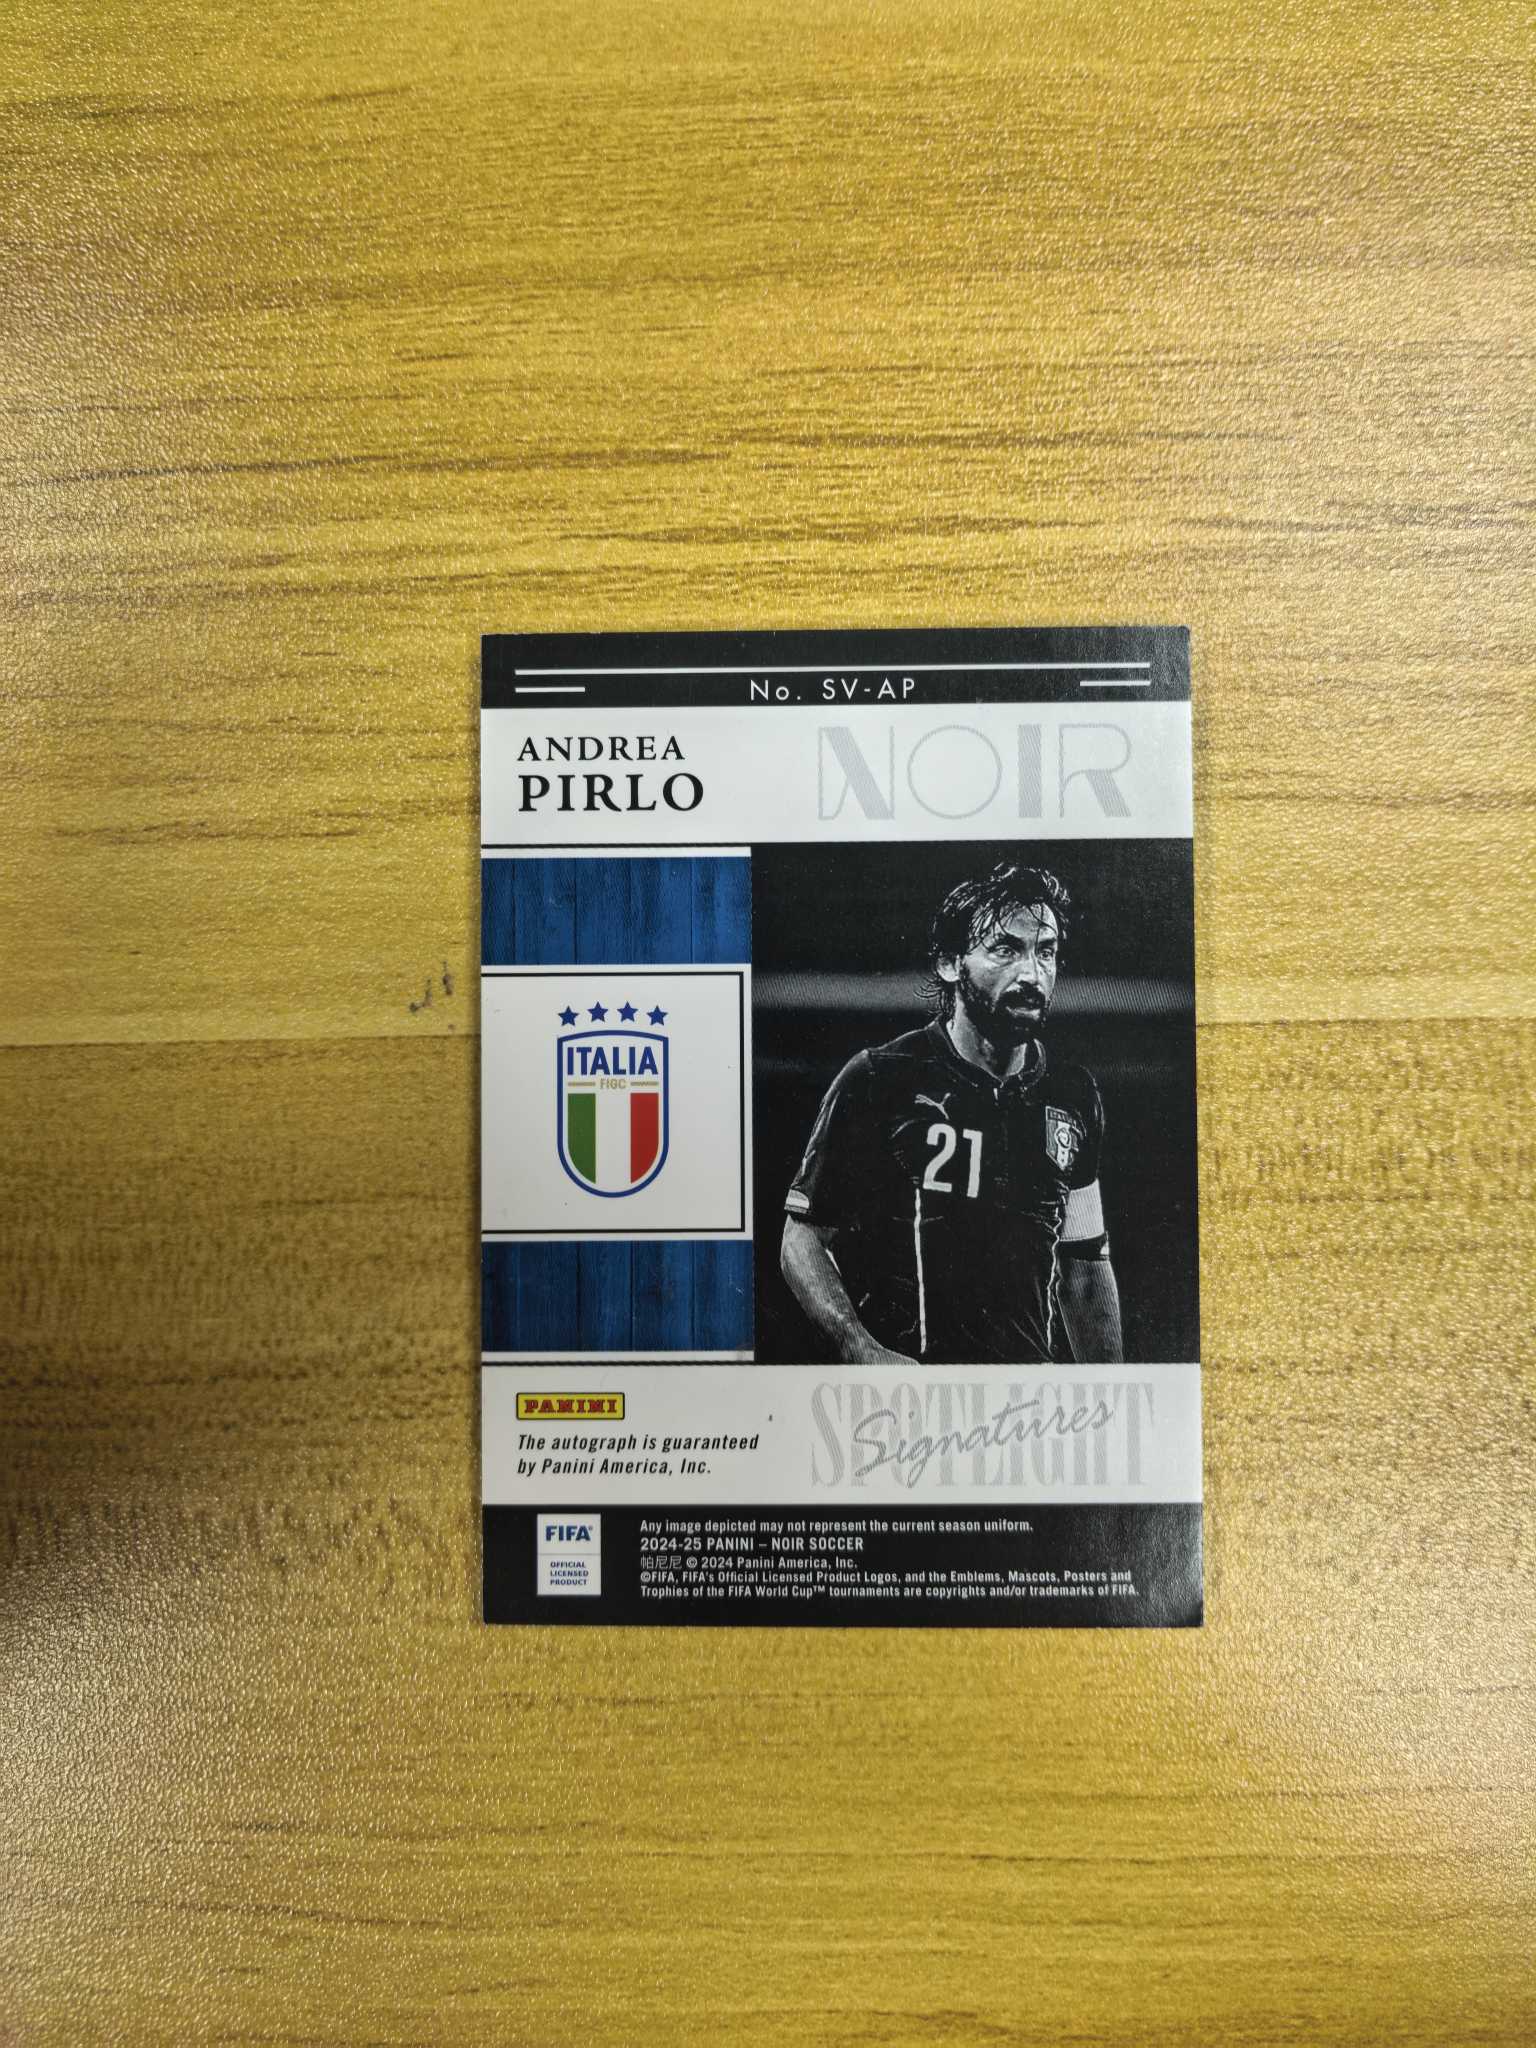 No. SV-AP
ANDREA
PIRLO
NOIR
ITALIA
FIGC
21
PANINI
The autograph is guaranteed
by Panini America, Inc.
SPOTLIGHT
Signatures
FIFA®
OFFICIAL
LICENSED
PRODUCT
Any image depicted may not represent the current season uniform.
2024-25 PANINI – NOIR SOCCER
帕尼尼 © 2024 Panini America, Inc.
©FIFA, FIFA's Official Licensed Product Logos, and the Emblems, Mascots, Posters and
Trophies of the FIFA World Cup™ tournaments are copyrights and/or trademarks of FIFA.